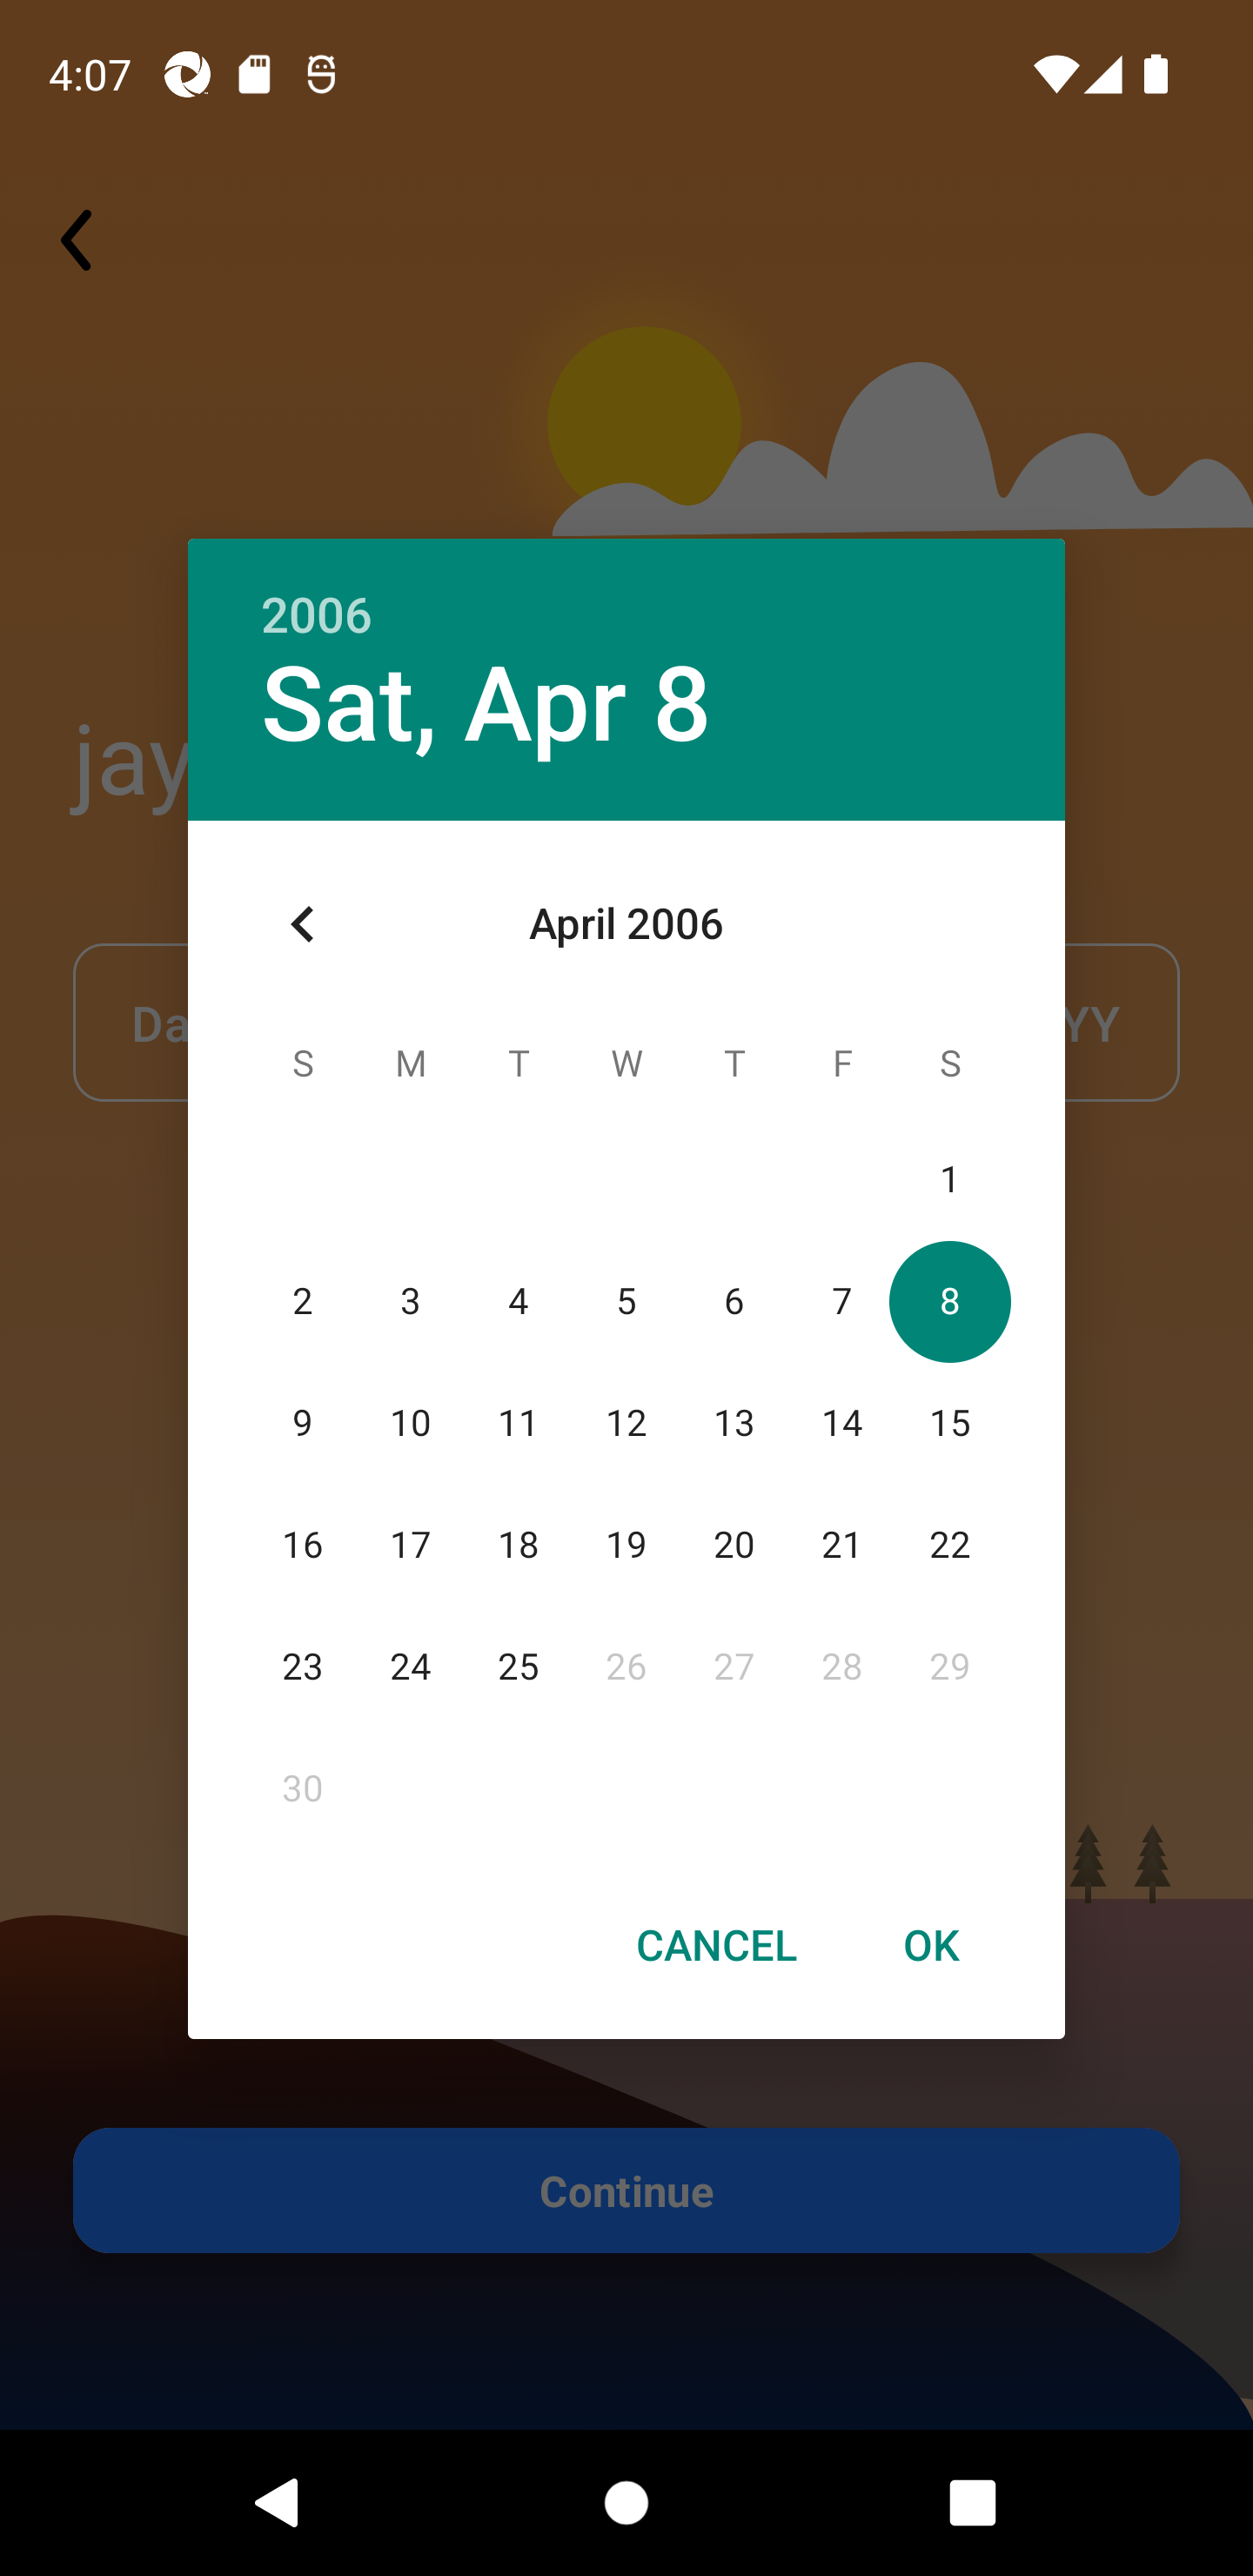 4:07
2006
Sat, Apr 8
jay
April 2006
Da YY
S M T W T F S
1
2 3 4 5 6 7 8
9 10 11 12 13 14 15
16 17 18 19 20 21 22
23 24 25 26 27 28 29
30
CANCEL OK
Continue